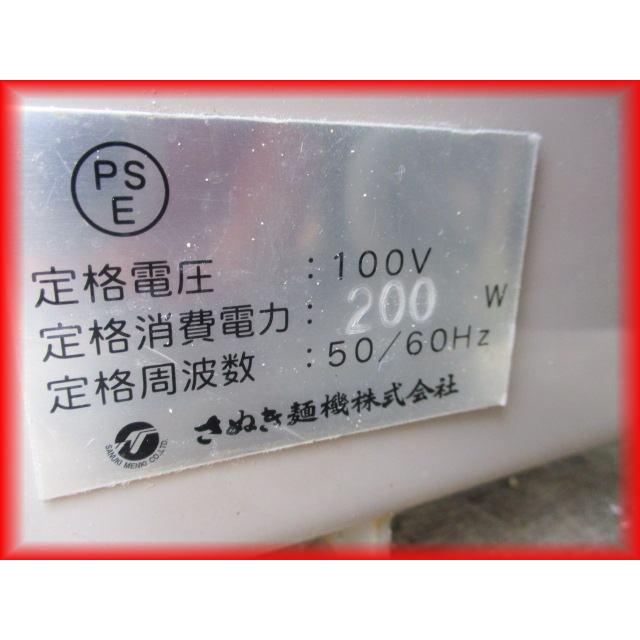 PS
E
定格電圧 : 100V
定格消費電力 : 200 W
定格周波数 : 50/60Hz
さぬき麺機株式会社
SANUKI MENKI CO.,LTD.